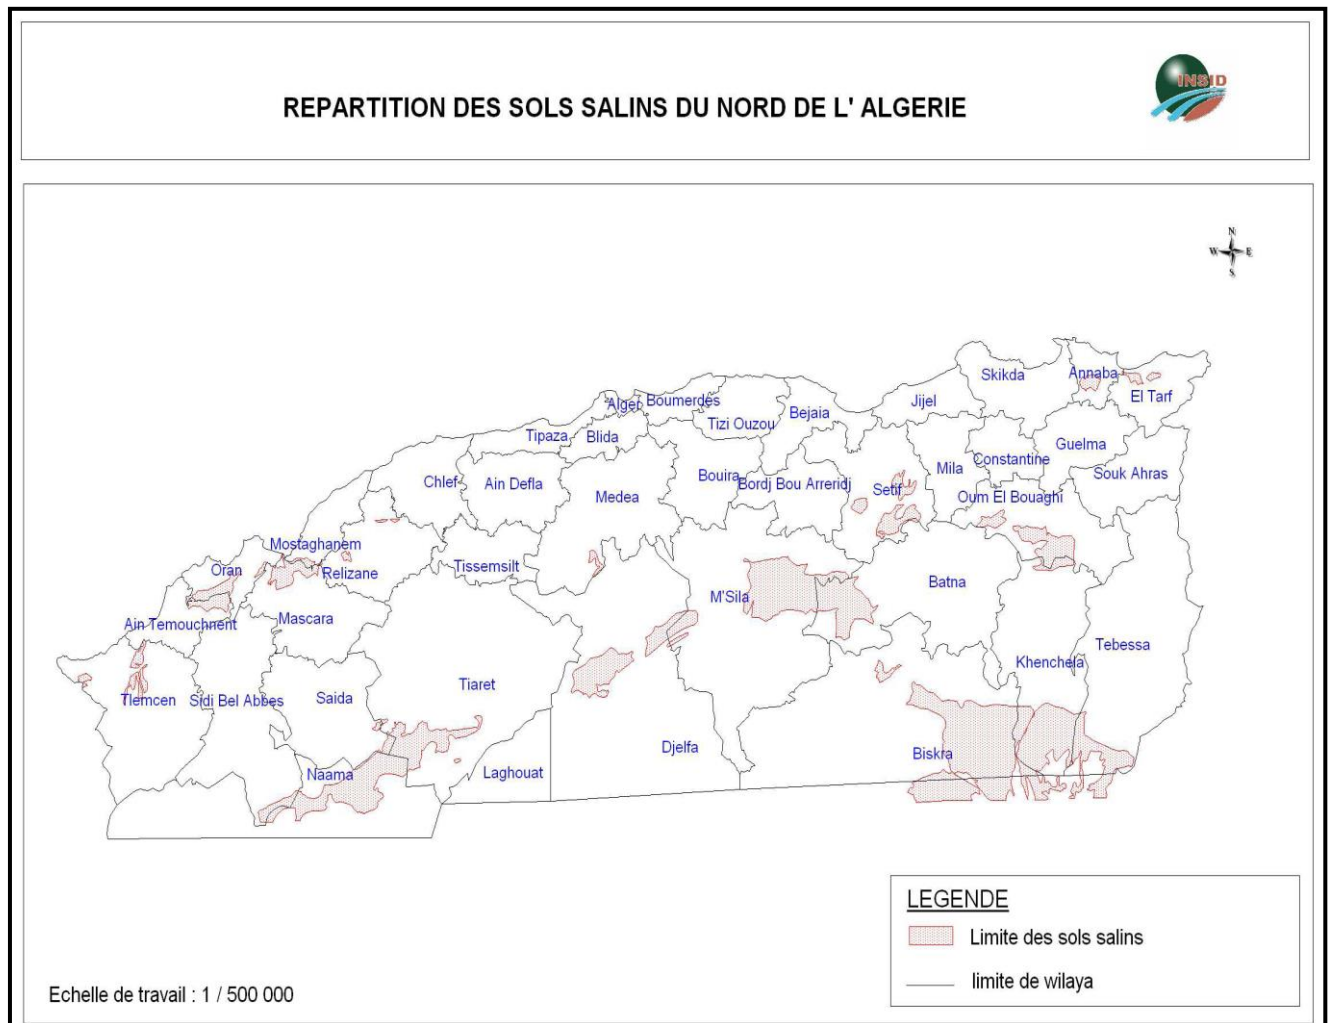 REPARTITION DES SOLS SALINS DU NORD DE L' ALGERIE
INSID
N
W E
S
Skikda
Annaba
El Tarf
Jijel
Alger
Boumerdés
Bejaia
Tizi Ouzou
Tipaza
Blida
Guelma
Constantine
Mila
Souk Ahras
Chlef
Ain Defla
Medea
Bouira
Bordj Bou Arreridj
Setif
Oum El Bouaghi
Mostaghanem
Oran
Relizane
Tissemsilt
Batna
M'Sila
Ain Temouchnent
Mascara
Tebessa
Khenchela
Tlemcen
Sidi Bel Abbes
Saida
Tiaret
Djelfa
Biskra
Naama
Laghouat
LEGENDE
Limite des sols salins
limite de wilaya
Echelle de travail : 1 / 500 000